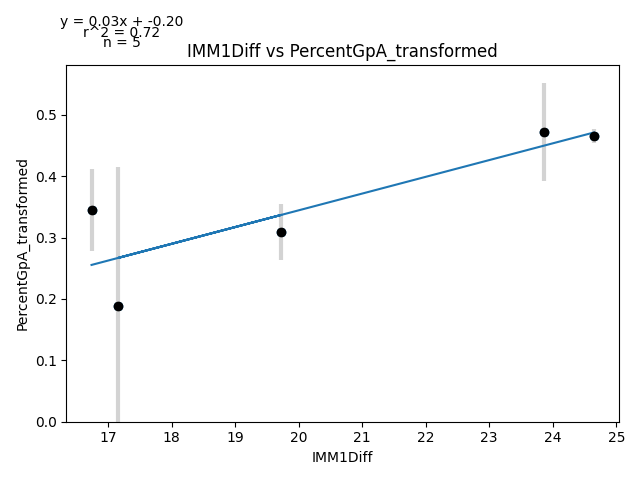 y = 0.03x + -0.20
r^2 = 0.72
n = 5
IMM1Diff vs PercentGpA_transformed
PercentGpA_transformed
0.5
0.4
0.3
0.2
0.1
0.0
17 18 19 20 21 22 23 24 25
IMM1Diff